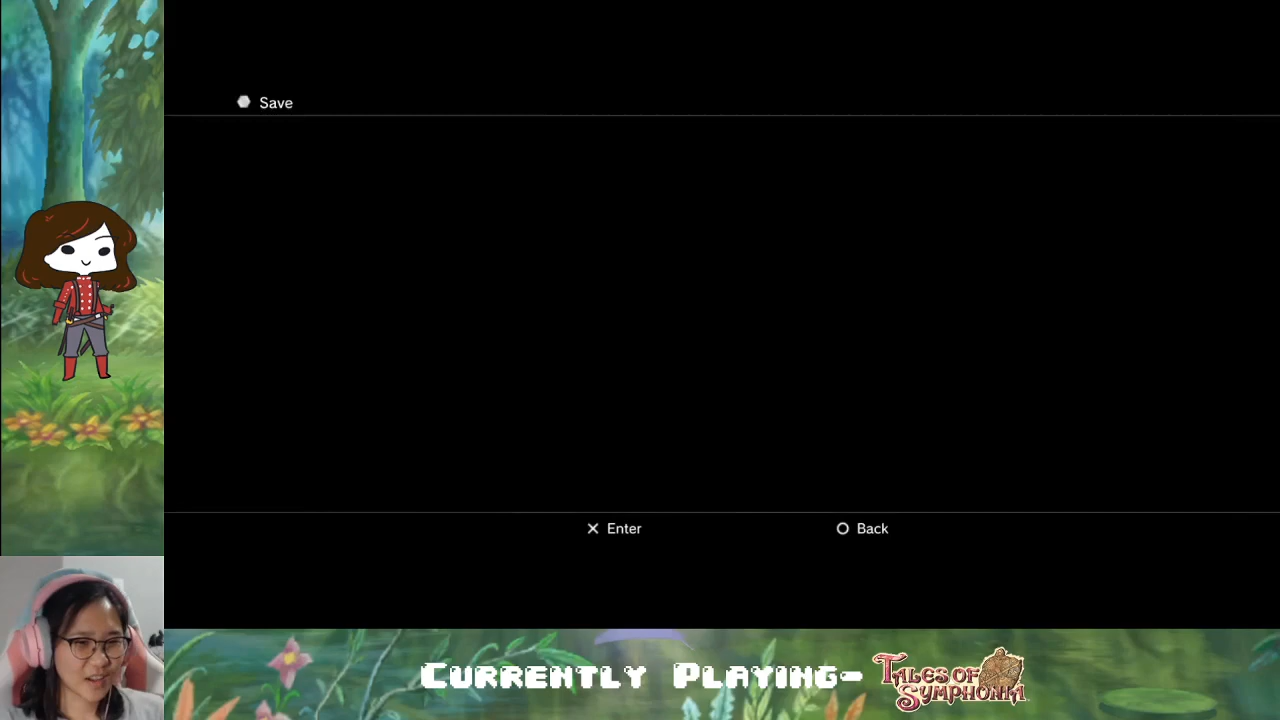 Save
Enter
Back
Currently Playing-
Tales of
Symphonia